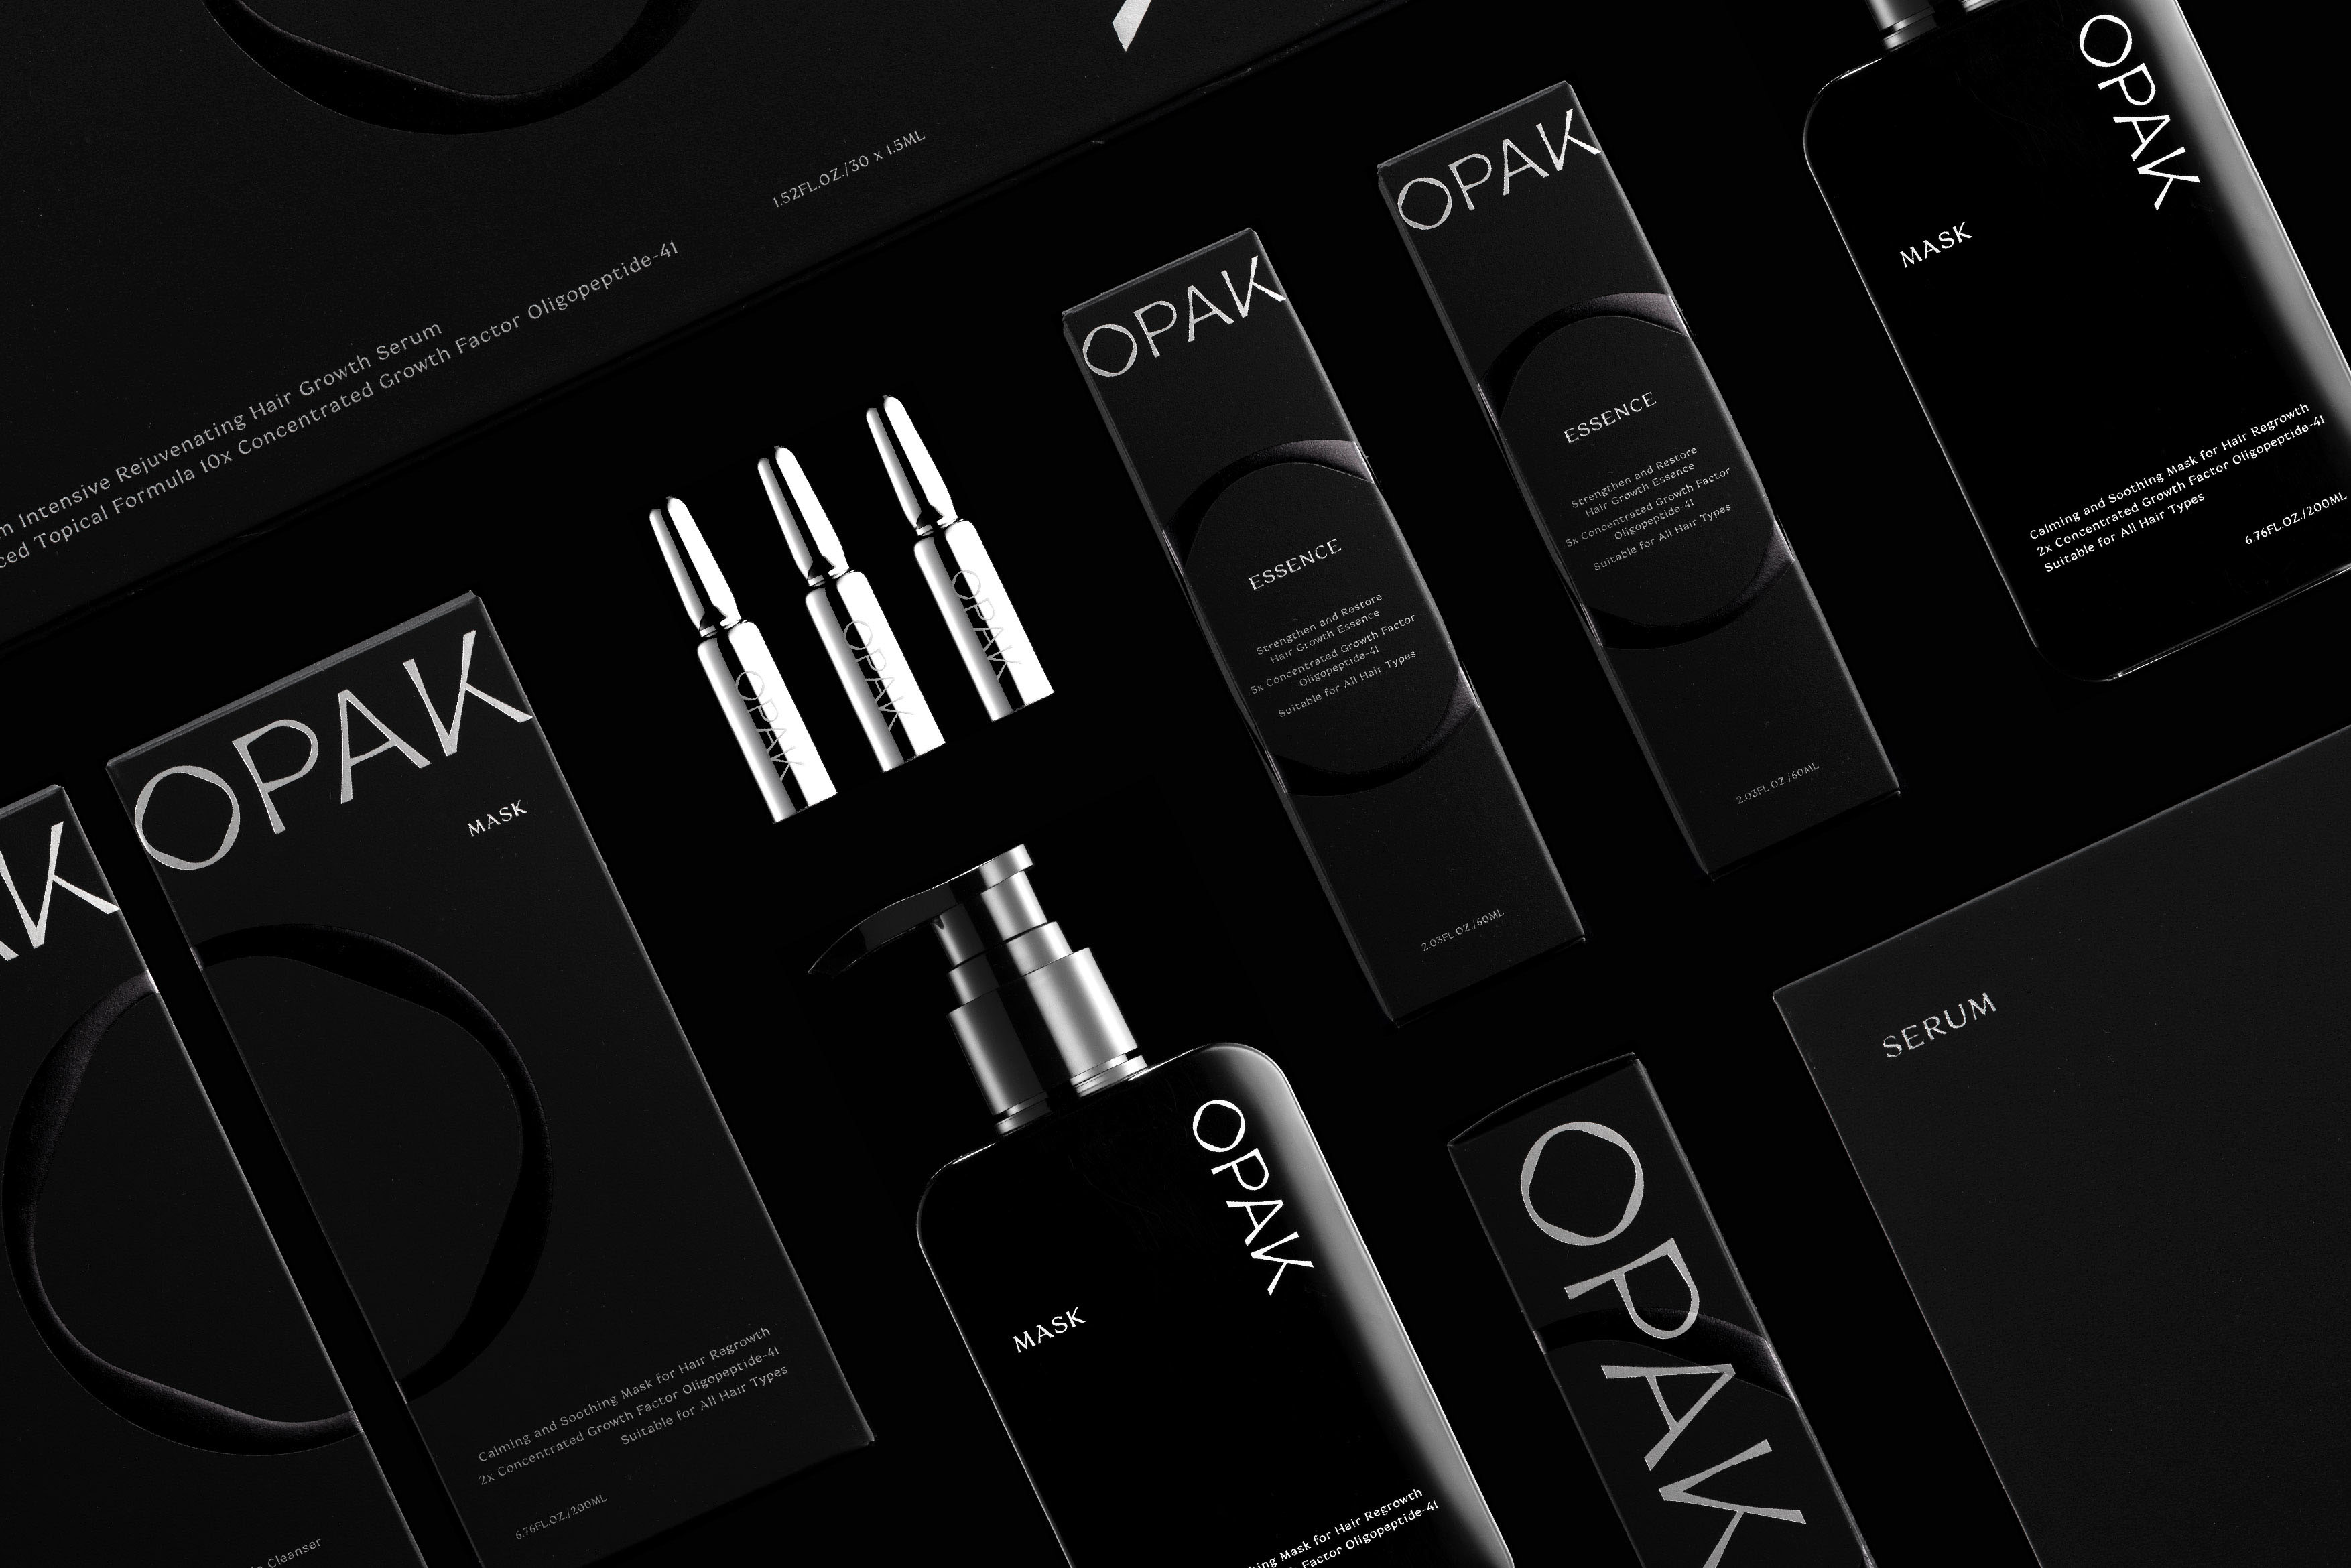 1.52FL.OZ./30 x 1.5ML
Intensive Rejuvenating Hair Growth Serum
Topical Formula 10x Concentrated Growth Factor Oligopeptide-41
OPAK
ESSENCE
Strengthen and Restore
Hair Growth Essence
5x Concentrated Growth Factor
Oligopeptide-41
Suitable for All Hair Types
2.03FL.OZ./60ML
OPAK
ESSENCE
Strengthen and Restore
Hair Growth Essence
5x Concentrated Growth Factor
Oligopeptide-41
Suitable for All Hair Types
2.03FL.OZ./60ML
OPAK
MASK
Calming and Soothing Mask for Hair Regrowth
2x Concentrated Growth Factor Oligopeptide-41
Suitable for All Hair Types
6.76FL.OZ./200ML
OPAK
OPAK
OPAK
AK
Cleanser
OPAK
MASK
Calming and Soothing Mask for Hair Regrowth
2x Concentrated Growth Factor Oligopeptide-41
Suitable for All Hair Types
6.76FL.OZ./200ML
OPAK
MASK
Mask for Hair Regrowth
Factor Oligopeptide-41
OPAK
SERUM